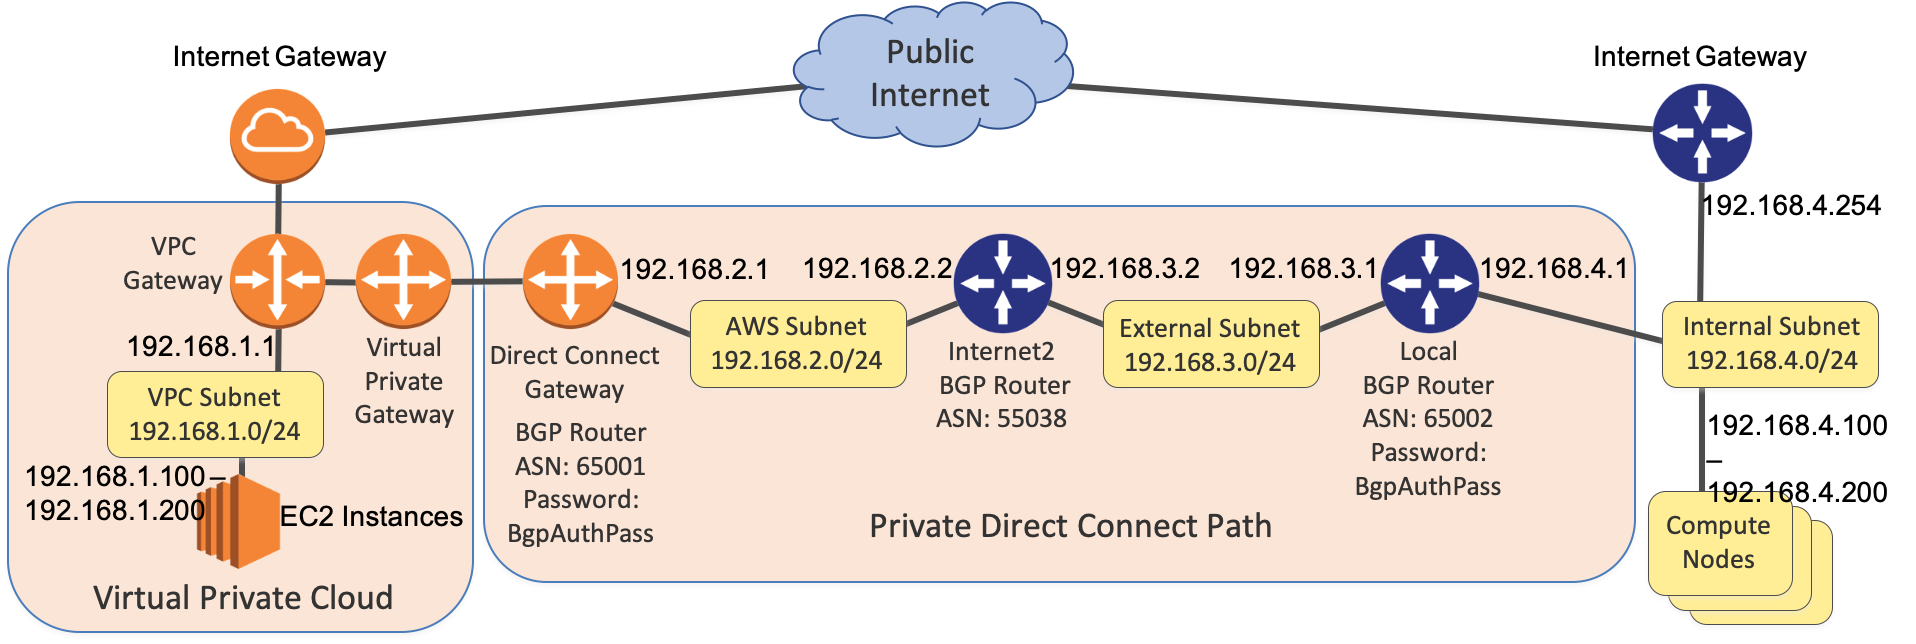 Internet Gateway
Public
Internet
Internet Gateway
192.168.4.254
VPC
Gateway
192.168.1.1
VPC Subnet
192.168.1.0/24
192.168.1.100 –
192.168.1.200
EC2 Instances
Virtual
Private
Gateway
Virtual Private Cloud
Direct Connect
Gateway
BGP Router
ASN: 65001
Password:
BgpAuthPass
192.168.2.1
AWS Subnet
192.168.2.0/24
192.168.2.2
Internet2
BGP Router
ASN: 55038
192.168.3.2
External Subnet
192.168.3.0/24
192.168.3.1
Local
BGP Router
ASN: 65002
Password:
BgpAuthPass
192.168.4.1
Private Direct Connect Path
Internal Subnet
192.168.4.0/24
192.168.4.100
–
192.168.4.200
Compute
Nodes